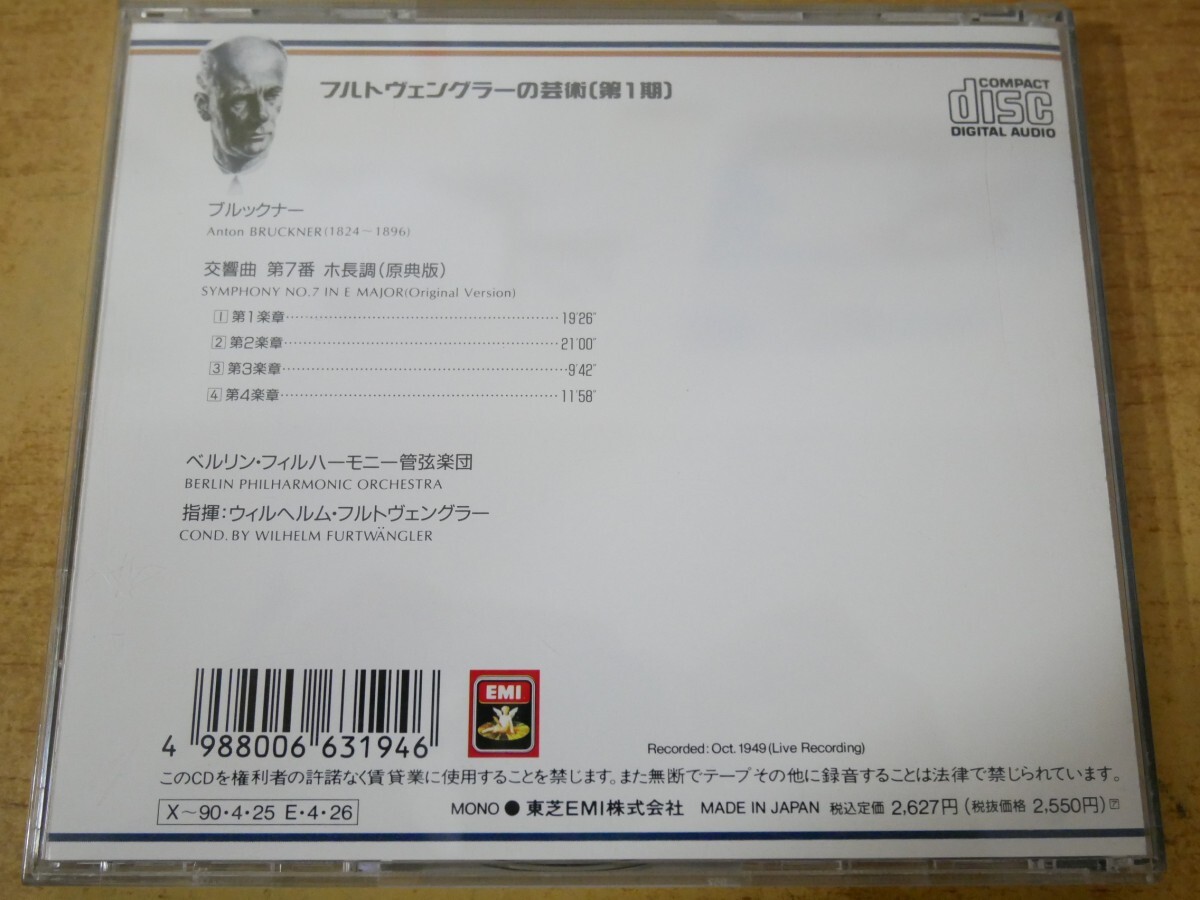 フルトヴェングラーの芸術〔第1期〕
COMPACT
disc
DIGITAL AUDIO
ブルックナー
Anton BRUCKNER(1824〜1896)
交響曲 第7番 ホ長調(原典版)
SYMPHONY NO.7 IN E MAJOR(Original Version)
1 第1楽章 19'26"
2 第2楽章 21'00"
3 第3楽章 9'42"
4 第4楽章 11'58"
ベルリン・フィルハーモニー管弦楽団
BERLIN PHILHARMONIC ORCHESTRA
指揮:ウィルヘルム・フルトヴェングラー
COND. BY WILHELM FURTWÄNGLER
EMI
4 988006 631946
Recorded: Oct. 1949 (Live Recording)
このCDを権利者の許諾なく賃貸業に使用することを禁じます。また無断でテープその他に録音することは法律で禁じられています。
X〜90・4・25 E・4・26
MONO ● 東芝EMI株式会社 MADE IN JAPAN 税込定価 2,627円 (税抜価格 2,550円) Ⓟ